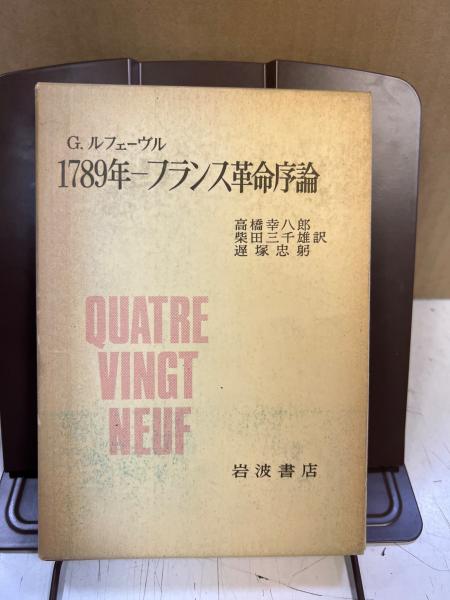 G. ルフェーヴル
1789年―フランス革命序論
高橋幸八郎
柴田三千雄訳
遅塚忠躬
QUATRE
VINGT
NEUF
岩波書店